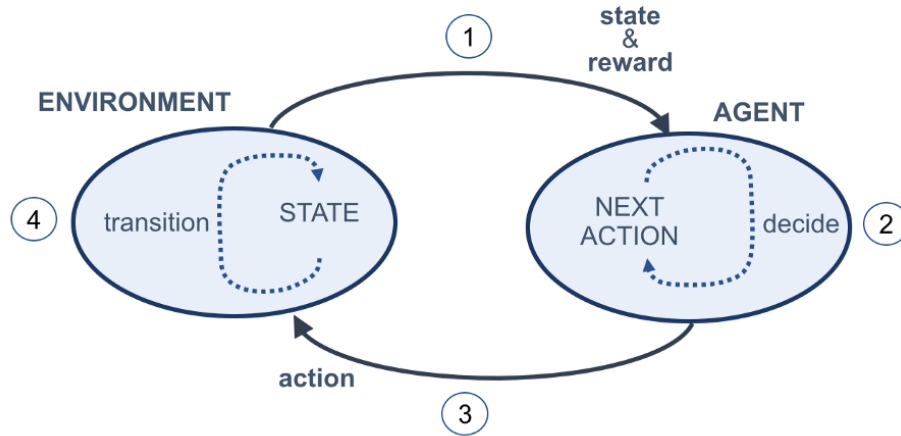 1
state
&
reward
ENVIRONMENT
AGENT
4
transition
STATE
NEXT
ACTION
decide
2
action
3